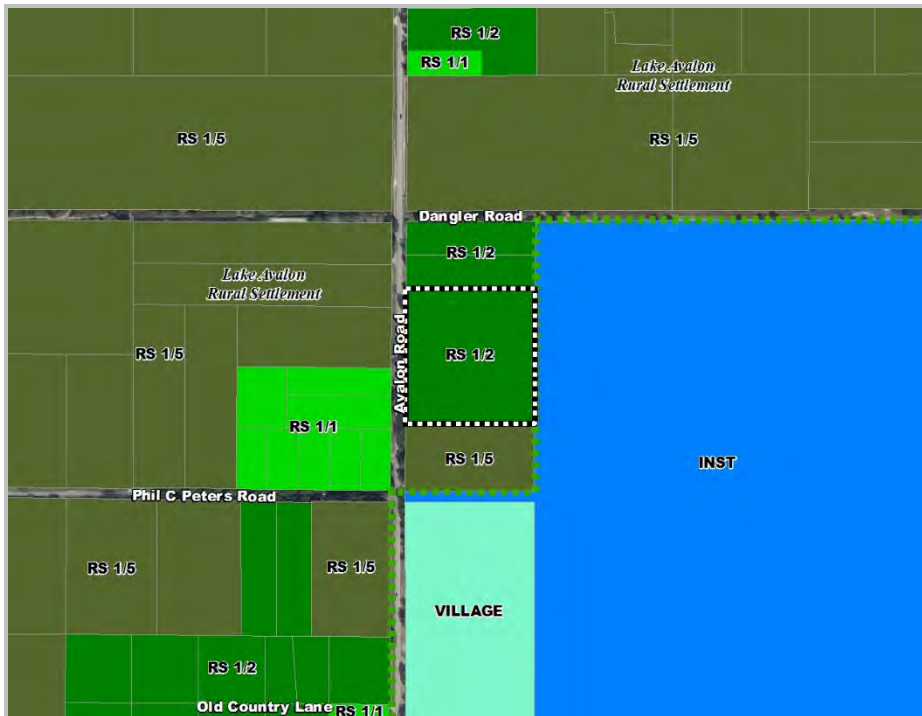 RS 1/2
RS 1/1
Lake Avalon
Rural Settlement
RS 1/5
RS 1/5
Dangler Road
RS 1/2
Lake Avalon
Rural Settlement
Avalon Road
RS 1/5
RS 1/2
RS 1/1
RS 1/5
INST
Phil C Peters Road
RS 1/5
RS 1/5
VILLAGE
RS 1/2
Old Country Lane
RS 1/1